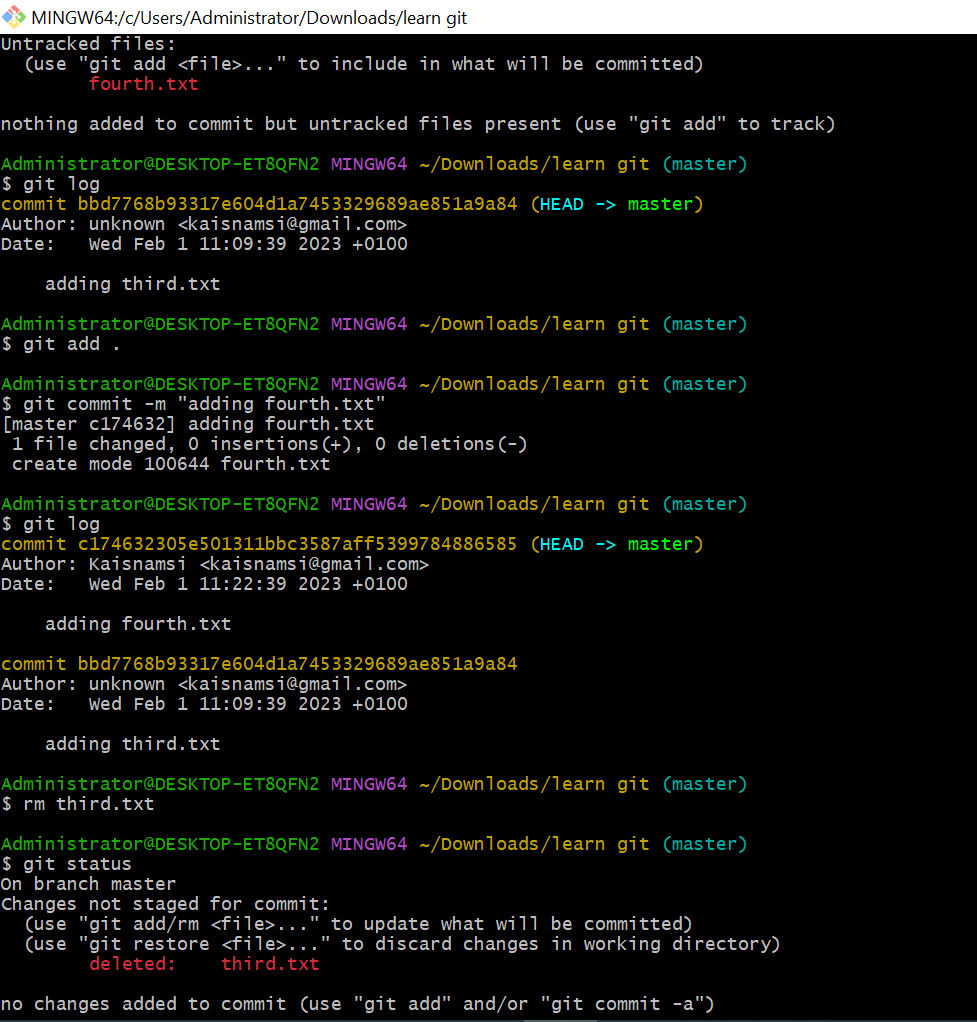 MINGW64:/c/Users/Administrator/Downloads/learn git
Untracked files:
  (use "git add <file>..." to include in what will be committed)
        fourth.txt

nothing added to commit but untracked files present (use "git add" to track)

Administrator@DESKTOP-ET8QFN2 MINGW64 ~/Downloads/learn git (master)
$ git log
commit bbd7768b93317e604d1a7453329689ae851a9a84 (HEAD -> master)
Author: unknown <kaisnamsi@gmail.com>
Date:   Wed Feb 1 11:09:39 2023 +0100

    adding third.txt

Administrator@DESKTOP-ET8QFN2 MINGW64 ~/Downloads/learn git (master)
$ git add .

Administrator@DESKTOP-ET8QFN2 MINGW64 ~/Downloads/learn git (master)
$ git commit -m "adding fourth.txt"
[master c174632] adding fourth.txt
 1 file changed, 0 insertions(+), 0 deletions(-)
 create mode 100644 fourth.txt

Administrator@DESKTOP-ET8QFN2 MINGW64 ~/Downloads/learn git (master)
$ git log
commit c174632305e501311bbc3587aff5399784886585 (HEAD -> master)
Author: Kaisnamsi <kaisnamsi@gmail.com>
Date:   Wed Feb 1 11:22:39 2023 +0100

    adding fourth.txt

commit bbd7768b93317e604d1a7453329689ae851a9a84
Author: unknown <kaisnamsi@gmail.com>
Date:   Wed Feb 1 11:09:39 2023 +0100

    adding third.txt

Administrator@DESKTOP-ET8QFN2 MINGW64 ~/Downloads/learn git (master)
$ rm third.txt

Administrator@DESKTOP-ET8QFN2 MINGW64 ~/Downloads/learn git (master)
$ git status
On branch master
Changes not staged for commit:
  (use "git add/rm <file>..." to update what will be committed)
  (use "git restore <file>..." to discard changes in working directory)
        deleted:    third.txt

no changes added to commit (use "git add" and/or "git commit -a")